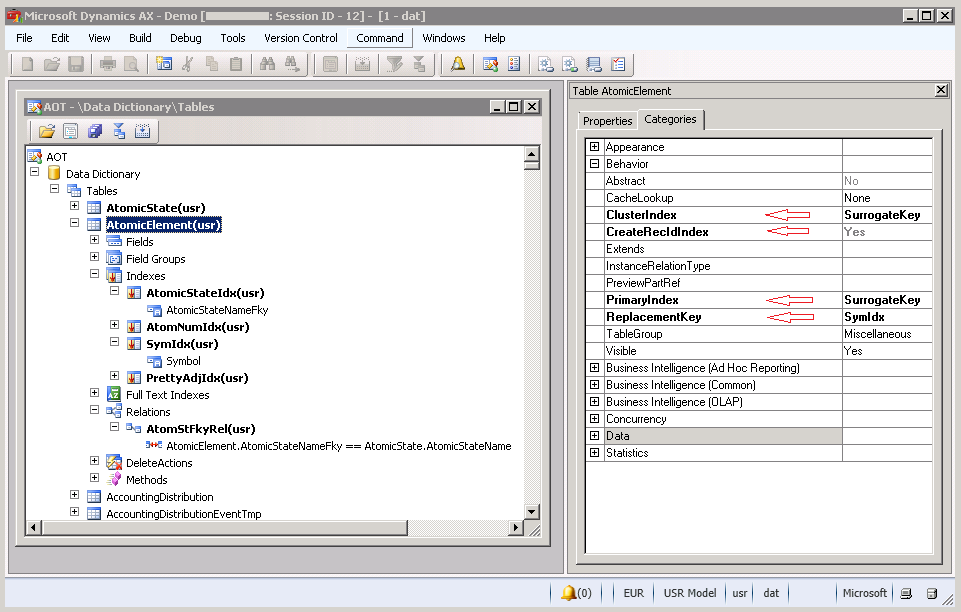 Microsoft Dynamics AX - Demo [ : Session ID - 12] - [1 - dat]
File Edit View Build Debug Tools Version Control Command Windows Help
AOT - \Data Dictionary\Tables
AOT
Data Dictionary
Tables
AtomicState(usr)
AtomicElement(usr)
Fields
Field Groups
Indexes
AtomicStateIdx(usr)
AtomicStateNameFky
AtomNumIdx(usr)
SymIdx(usr)
Symbol
PrettyAdjIdx(usr)
Full Text Indexes
Relations
AtomStFkyRel(usr)
AtomicElement.AtomicStateNameFky == AtomicState.AtomicStateName
DeleteActions
Methods
AccountingDistribution
AccountingDistributionEventTmp
Table AtomicElement
Properties Categories
Appearance
Behavior
Abstract No
CacheLookup None
ClusterIndex SurrogateKey
CreateRecIdIndex Yes
Extends
InstanceRelationType
PreviewPartRef
PrimaryIndex SurrogateKey
ReplacementKey SymIdx
TableGroup Miscellaneous
Visible Yes
Business Intelligence (Ad Hoc Reporting)
Business Intelligence (Common)
Business Intelligence (OLAP)
Concurrency
Data
Statistics
(0) EUR USR Model usr dat Microsoft